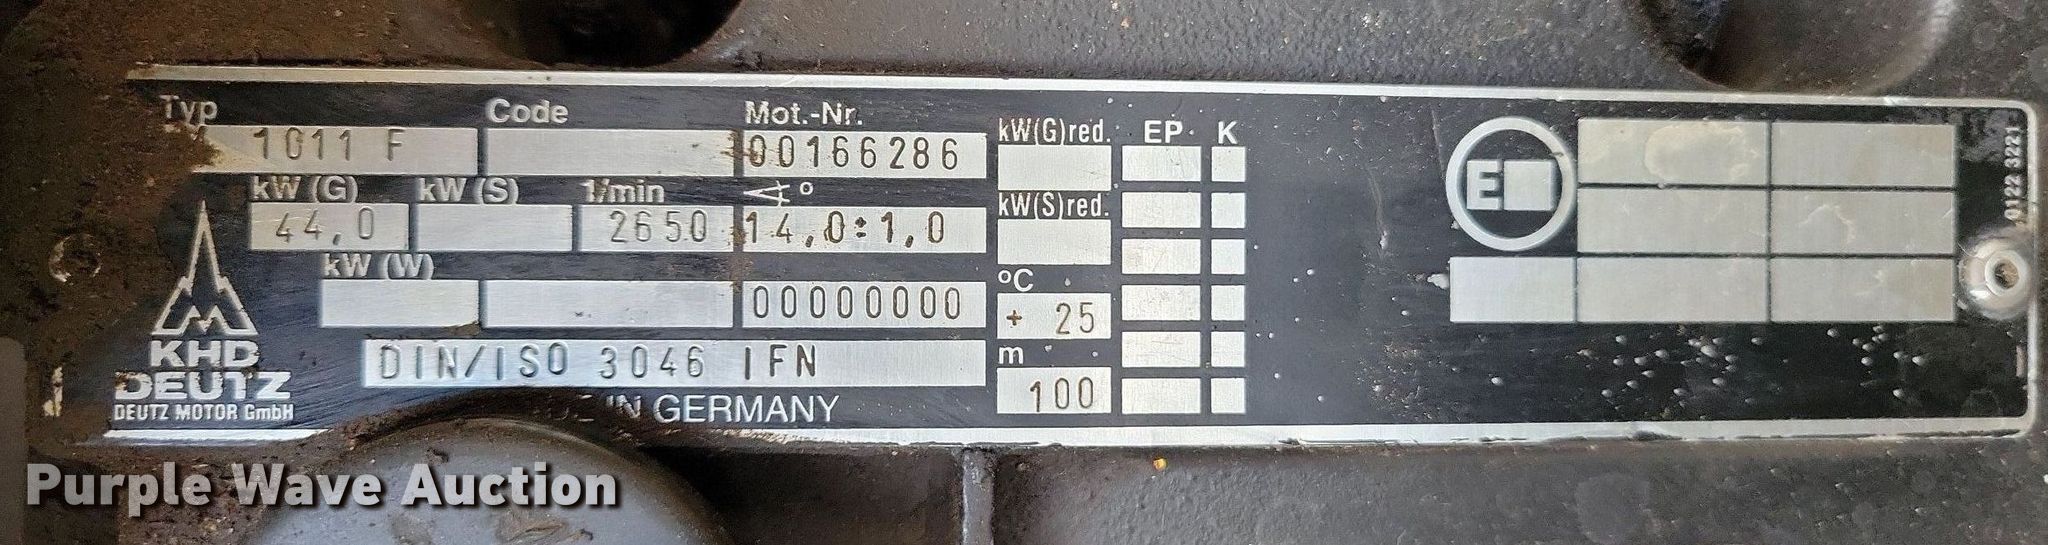 Typ Code Mot.-Nr.
1011 F 00166286
kW (G) kW (S) 1/min °
44,0 2650 14,0±1,0
kW (W)
00000000
DIN/ISO 3046 IFN
KHD
DEUTZ
DEUTZ MOTOR GmbH
IN GERMANY
kW(G)red. EP K
kW(S)red.
°C
+ 25
m
100
E
0122 3221
Purple Wave Auction